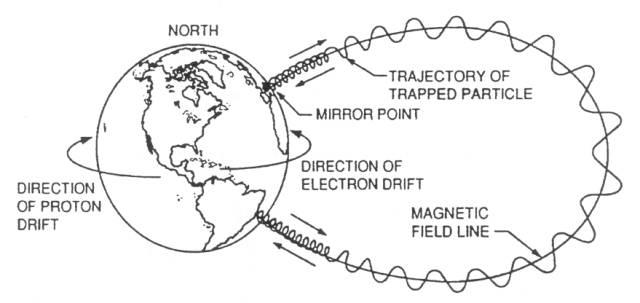 NORTH
TRAJECTORY OF
TRAPPED PARTICLE
MIRROR POINT
DIRECTION OF
ELECTRON DRIFT
DIRECTION
OF PROTON
DRIFT
MAGNETIC
FIELD LINE